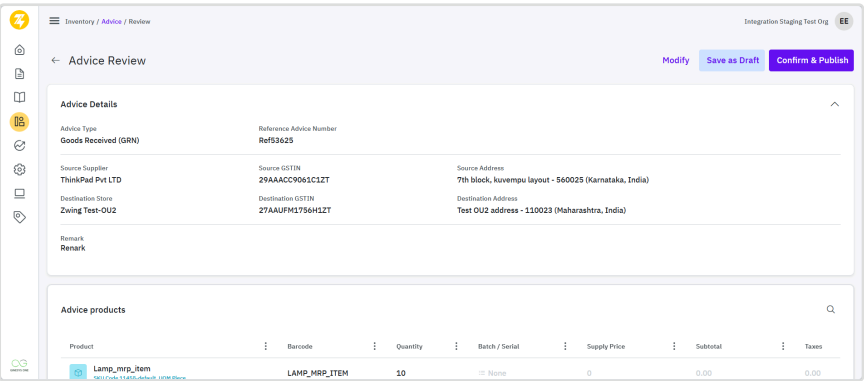 Inventory / Advice / Review
Integration Staging Test Org EE
← Advice Review
Modify Save as Draft Confirm & Publish
Advice Details
Advice Type Reference Advice Number
Goods Received (GRN) Ref53625
Source Supplier Source GSTIN Source Address
ThinkPad Pvt LTD 29AAACC9061C1ZT 7th block, kuvempu layout - 560025 (Karnataka, India)
Destination Store Destination GSTIN Destination Address
Zwing Test-OU2 27AAUFM1756H1ZT Test OU2 address - 110023 (Maharashtra, India)
Remark
Renark
Advice products
Product Barcode Quantity Batch / Serial Supply Price Subtotal Taxes
Lamp_mrp_item LAMP_MRP_ITEM 10 None 0 0.00 0.00